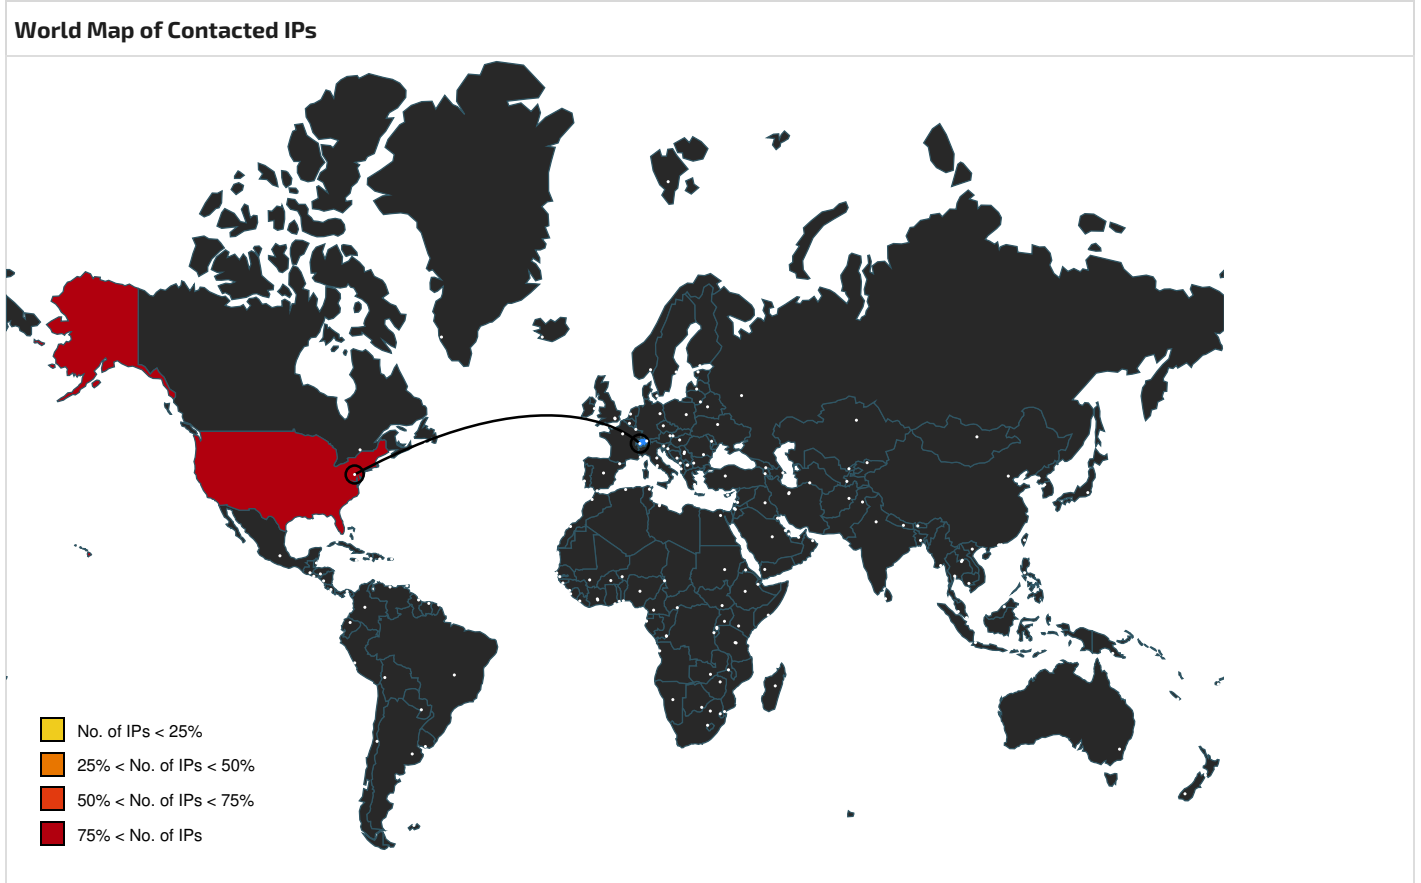 World Map of Contacted IPs
No. of IPs < 25%
25% < No. of IPs < 50%
50% < No. of IPs < 75%
75% < No. of IPs